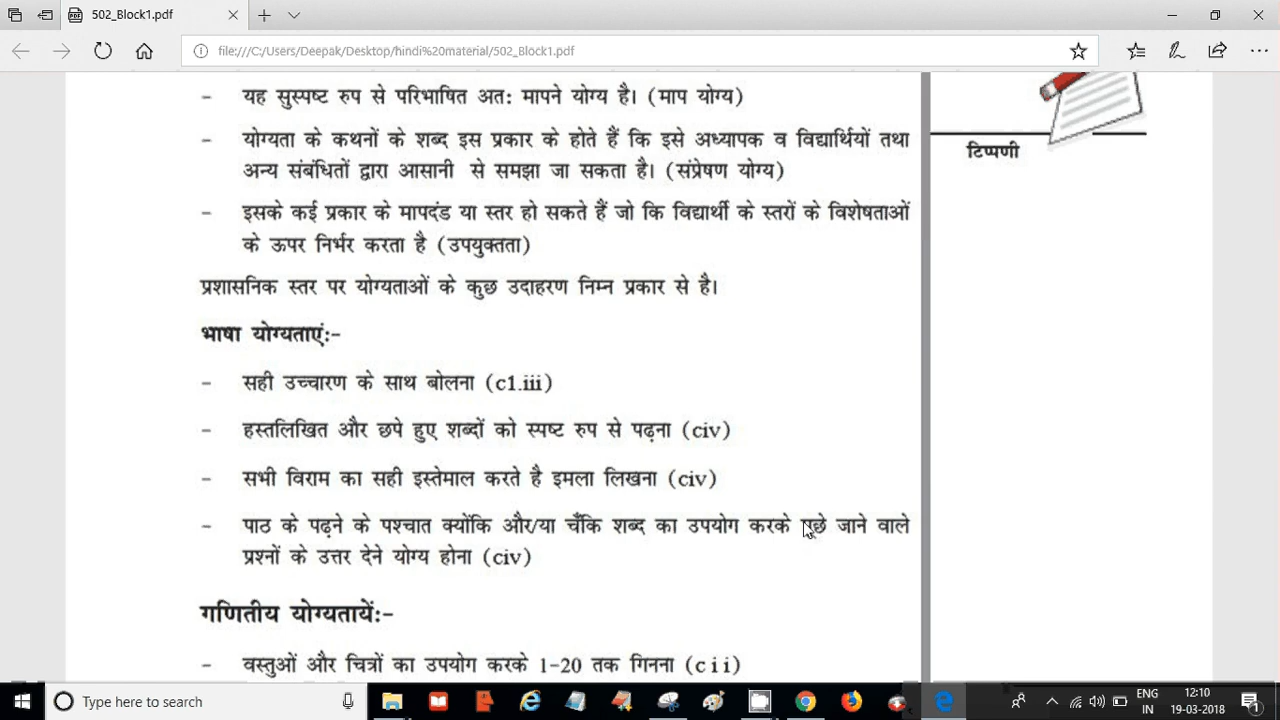 502_Block1.pdf
file:///C:/Users/Deepak/Desktop/hindi%20material/502_Block1.pdf
- यह सुस्पष्ट रुप से परिभाषित अत: मापने योग्य है। (माप योग्य)
- योग्यता के कथनों के शब्द इस प्रकार के होते हैं कि इसे अध्यापक व विद्यार्थियों तथा
अन्य संबंधितों द्वारा आसानी से समझा जा सकता है। (संप्रेषण योग्य)
- इसके कई प्रकार के मापदंड या स्तर हो सकते हैं जो कि विद्यार्थी के स्तरों के विशेषताओं
के ऊपर निर्भर करता है (उपयुक्तता)
प्रशासनिक स्तर पर योग्यताओं के कुछ उदाहरण निम्न प्रकार से है।
भाषा योग्यताएं:-
- सही उच्चारण के साथ बोलना (c1.iii)
- हस्तलिखित और छपे हुए शब्दों को स्पष्ट रुप से पढ़ना (civ)
- सभी विराम का सही इस्तेमाल करते है इमला लिखना (civ)
- पाठ के पढ़ने के पश्चात क्योंकि और/या चूँकि शब्द का उपयोग करके पूछे जाने वाले
प्रश्नों के उत्तर देने योग्य होना (civ)
गणितीय योग्यतायें:-
- वस्तुओं और चित्रों का उपयोग करके 1-20 तक गिनना (c i i)
टिप्पणी
Type here to search
ENG
IN
12:10
19-03-2018